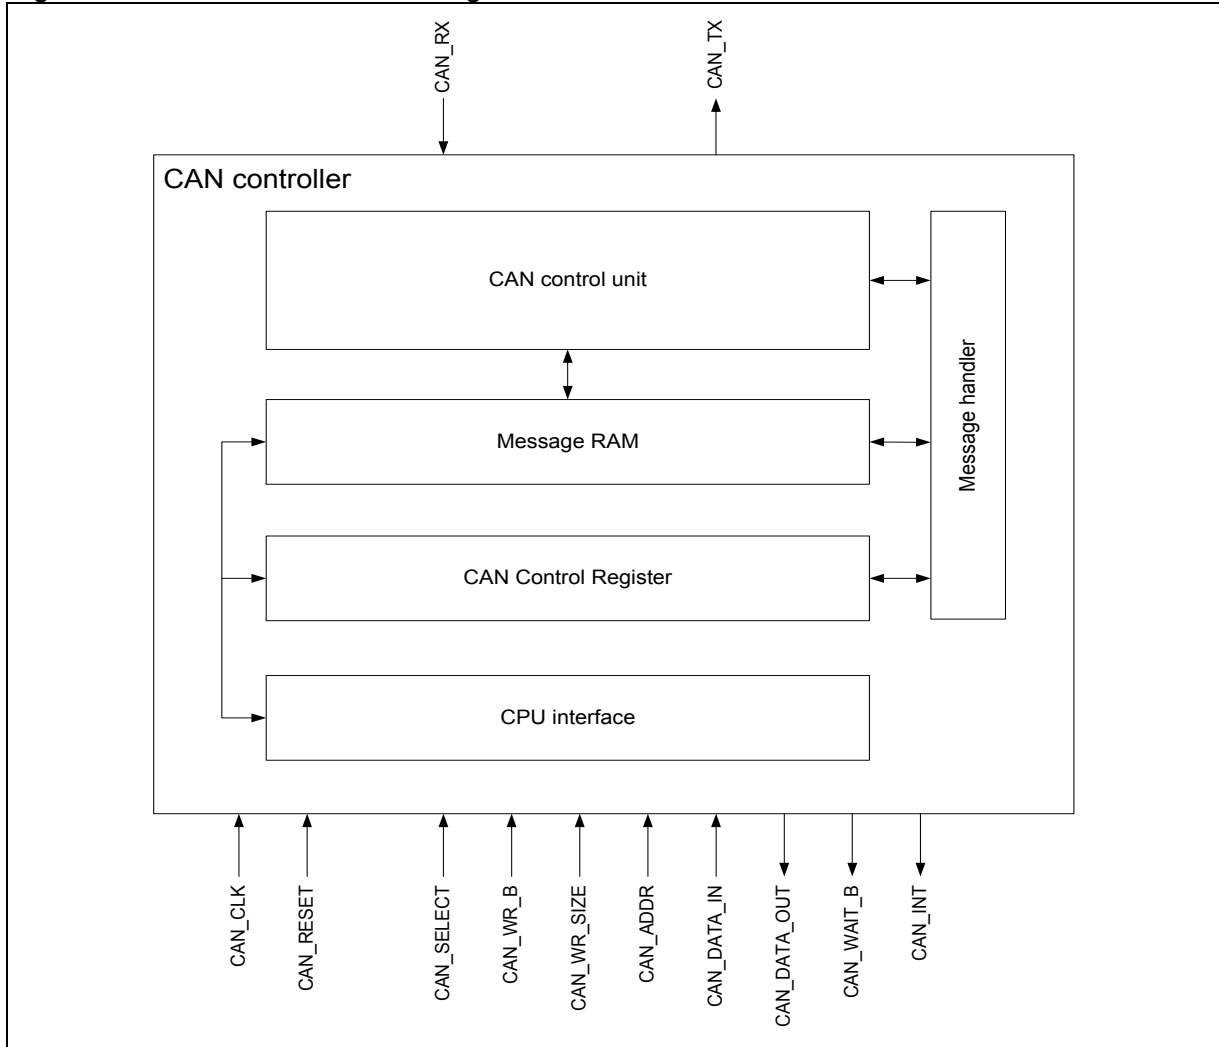 CAN_RX
CAN_TX
CAN controller
CAN control unit
Message handler
Message RAM
CAN Control Register
CPU interface
CAN_CLK
CAN_RESET
CAN_SELECT
CAN_WR_B
CAN_WR_SIZE
CAN_ADDR
CAN_DATA_IN
CAN_DATA_OUT
CAN_WAIT_B
CAN_INT